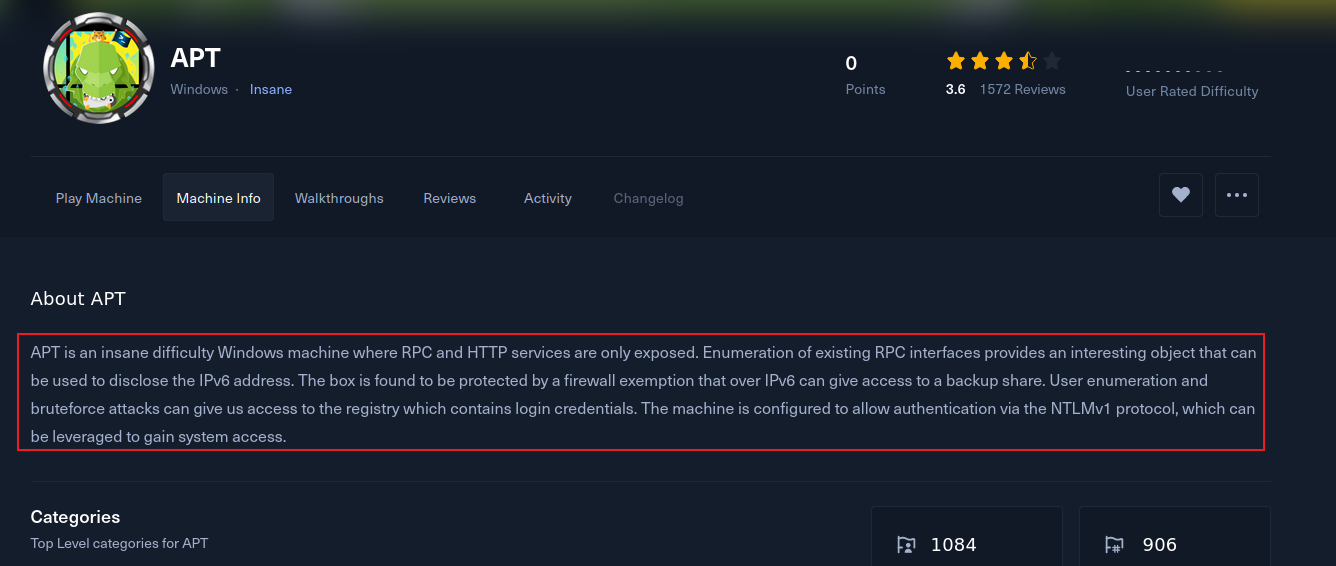 APT
Windows · Insane
0
Points
3.6 1572 Reviews
User Rated Difficulty
Play Machine
Machine Info
Walkthroughs
Reviews
Activity
Changelog
About APT
APT is an insane difficulty Windows machine where RPC and HTTP services are only exposed. Enumeration of existing RPC interfaces provides an interesting object that can
be used to disclose the IPv6 address. The box is found to be protected by a firewall exemption that over IPv6 can give access to a backup share. User enumeration and
bruteforce attacks can give us access to the registry which contains login credentials. The machine is configured to allow authentication via the NTLMv1 protocol, which can
be leveraged to gain system access.
Categories
Top Level categories for APT
1084
906